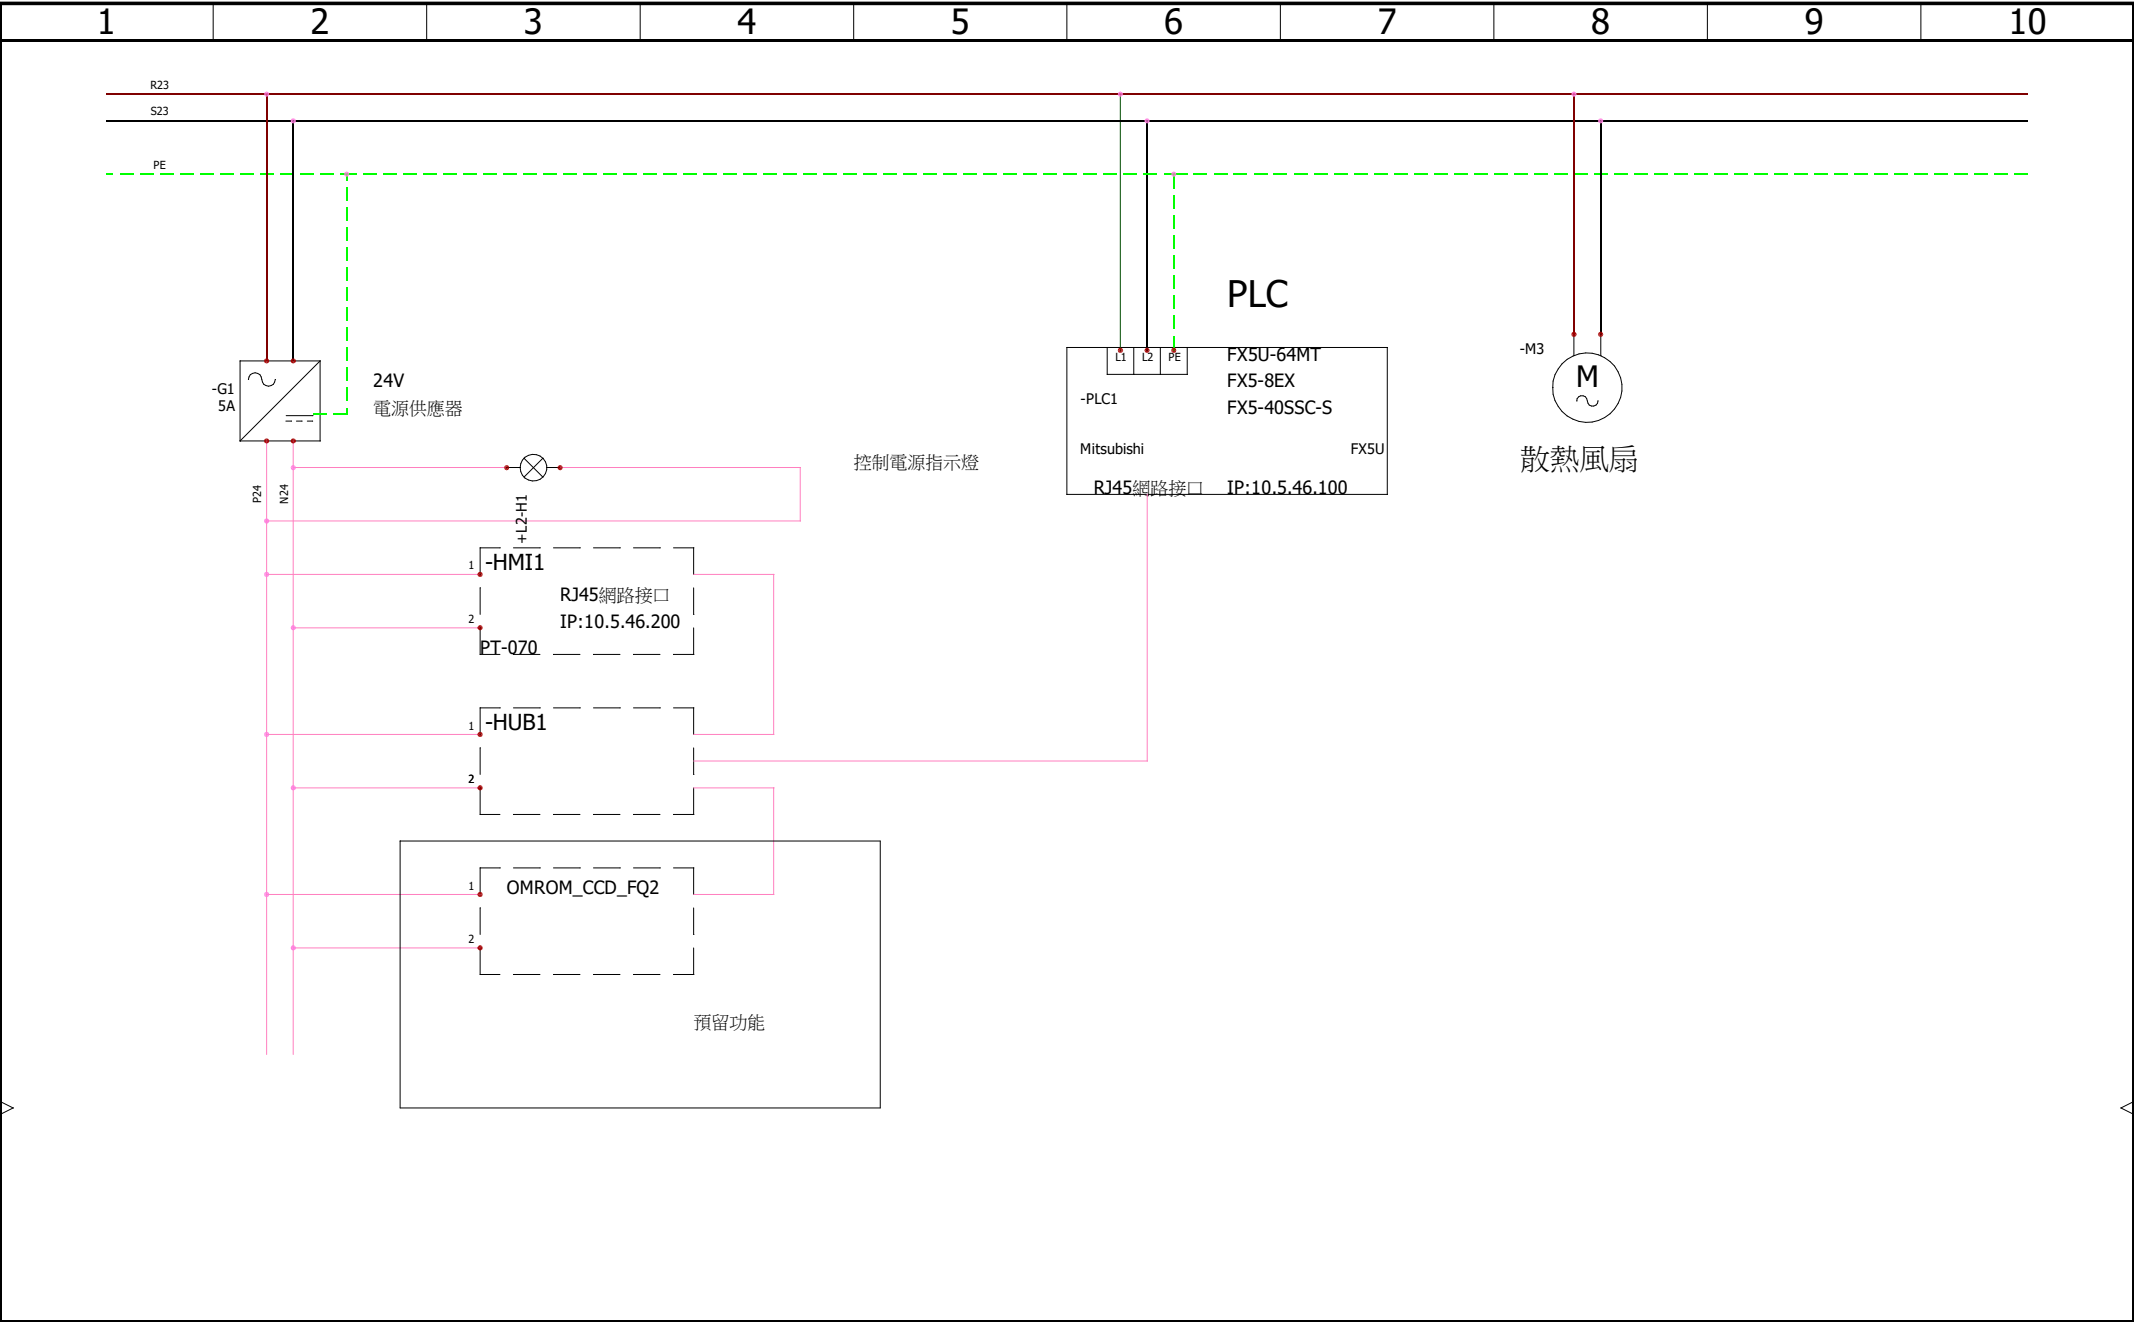 1 2 3 4 5 6 7 8 9 10
R23
S23
PE
PLC
-G1
5A
24V
電源供應器
L1 L2 PE
FX5U-64MT
FX5-8EX
FX5-40SSC-S
-PLC1
Mitsubishi
FX5U
RJ45網路接口
IP:10.5.46.100
-M3
M
散熱風扇
控制電源指示燈
P24
N24
+L2-H1
-HMI1
1
RJ45網路接口
IP:10.5.46.200
2
PT-070
-HUB1
1
2
OMROM_CCD_FQ2
1
2
預留功能